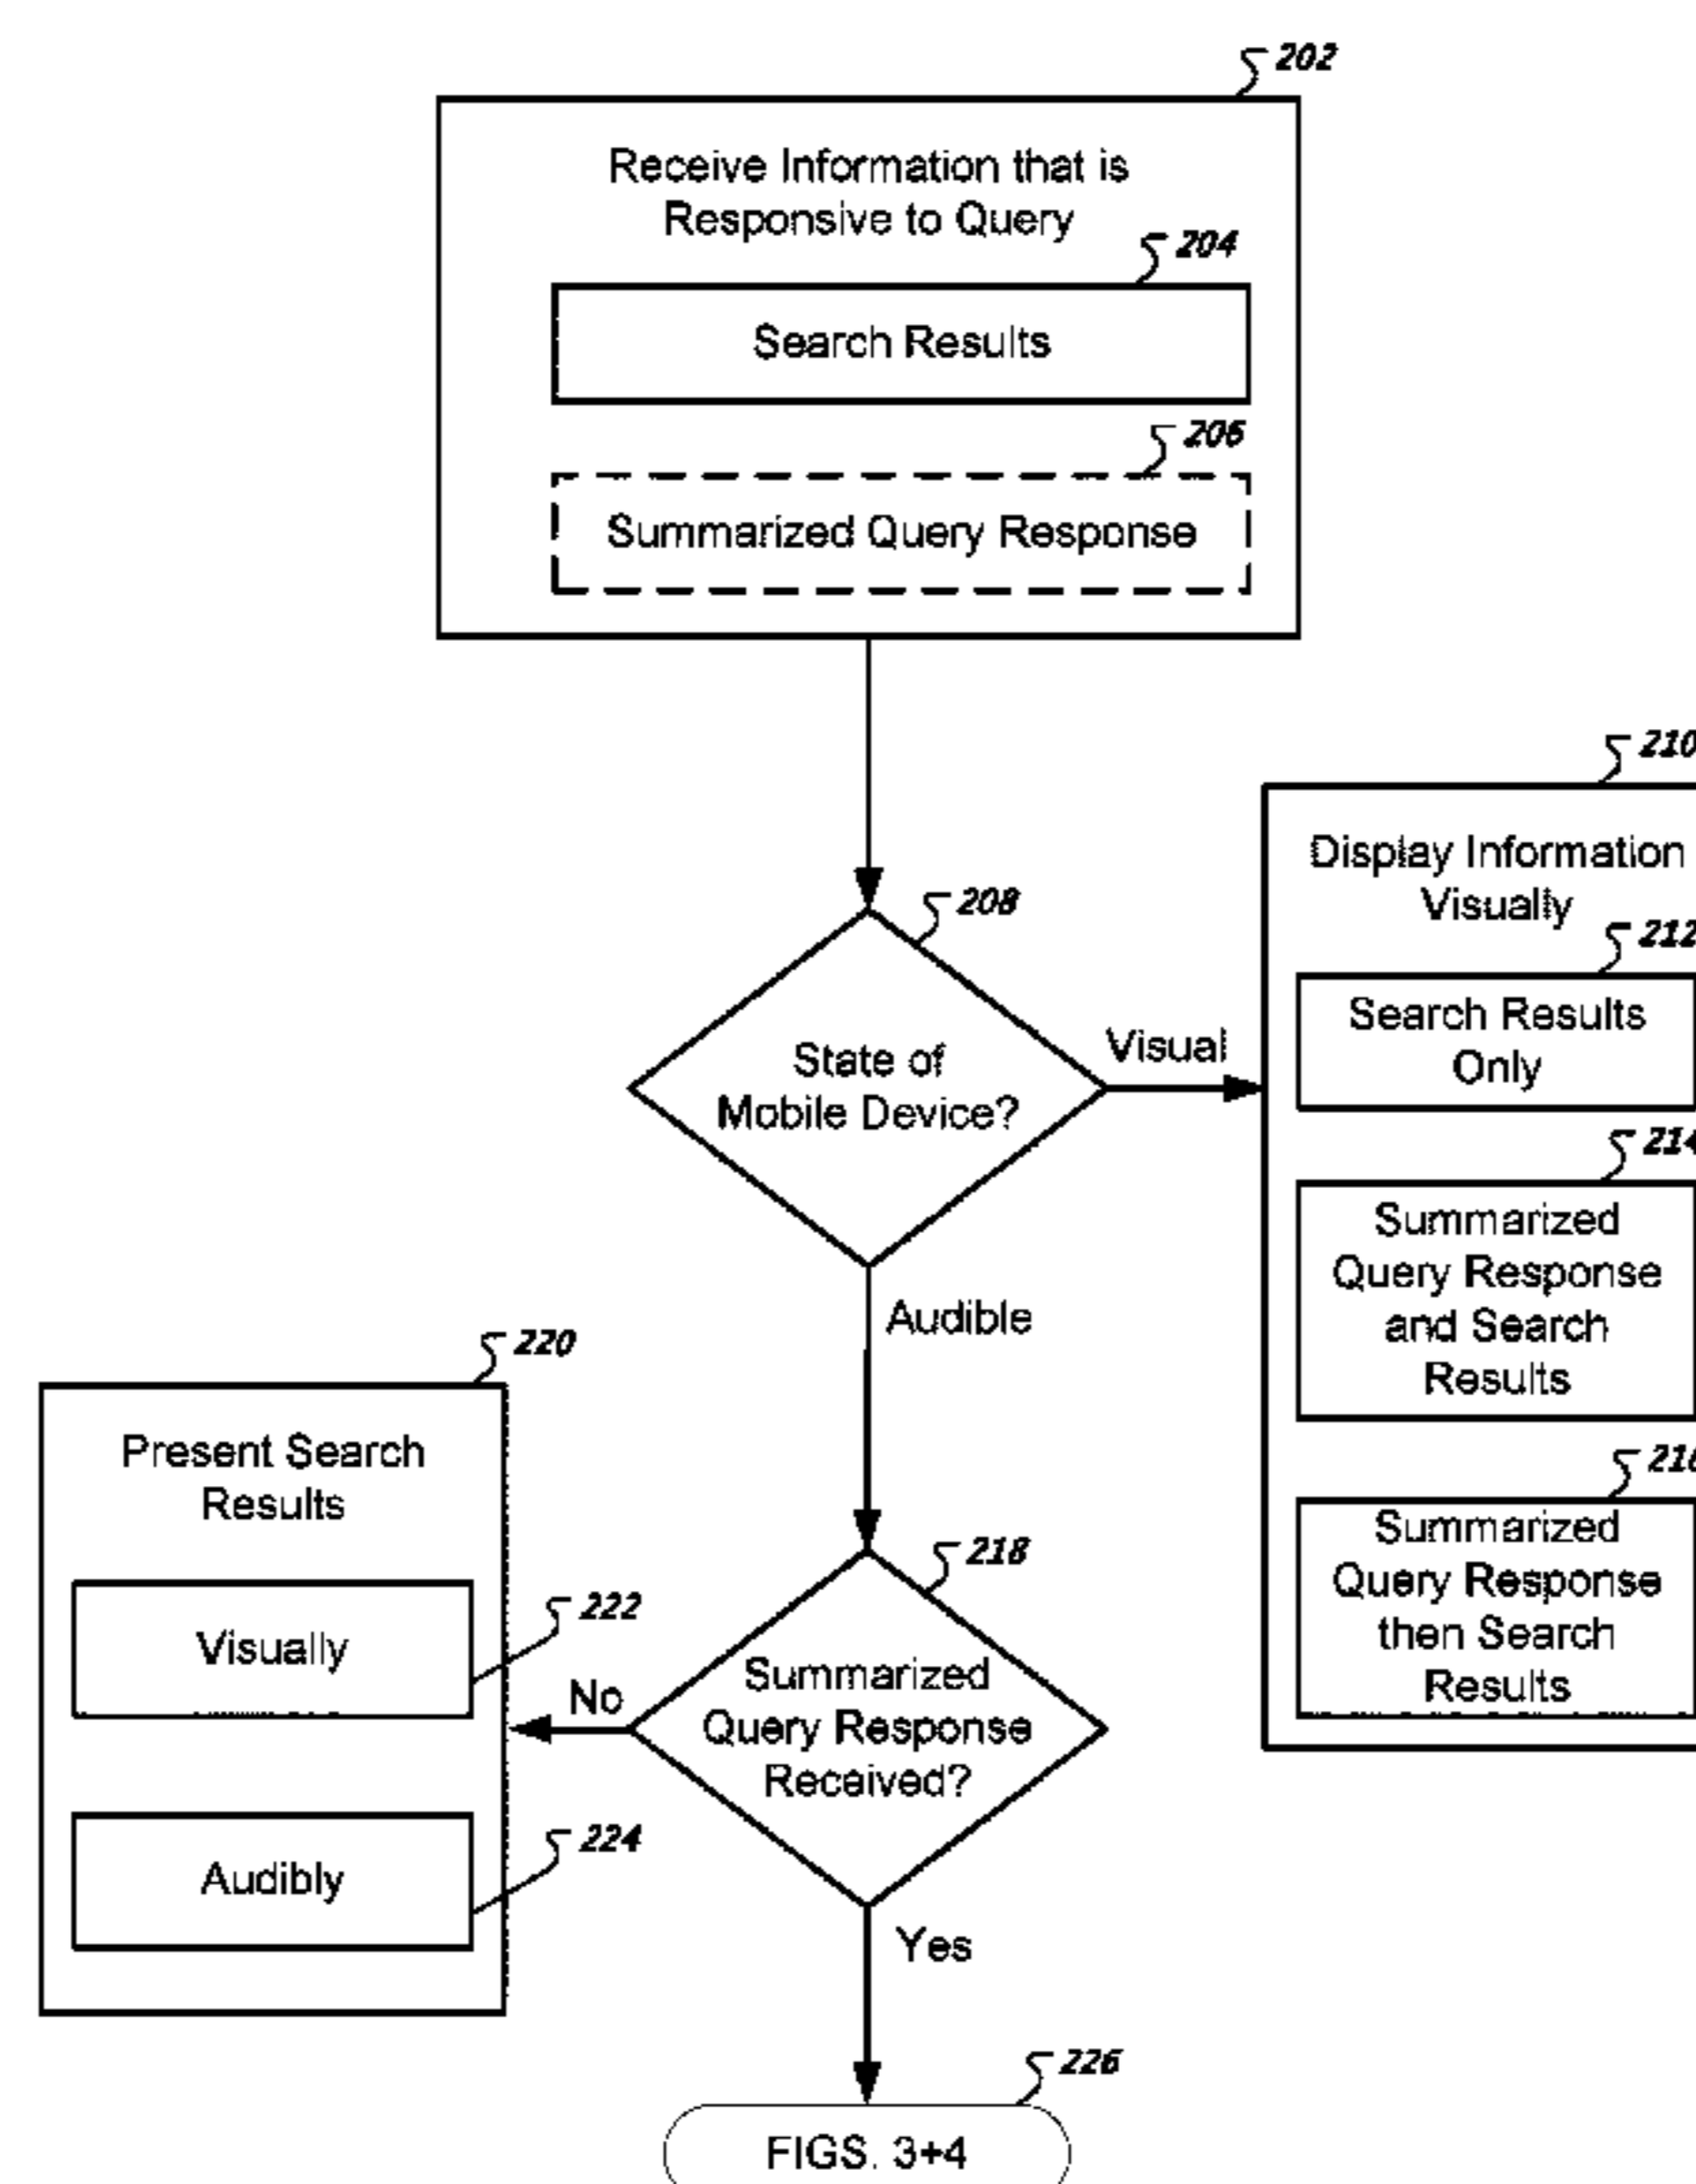 202
Receive Information that is
Responsive to Query
204
Search Results
206
Summarized Query Response
210
Display Information
Visually
212
Search Results
Only
214
Summarized
Query Response
and Search
Results
216
Summarized
Query Response
then Search
Results
208
State of
Mobile Device?
Visual
Audible
220
Present Search
Results
222
Visually
224
Audibly
218
Summarized
Query Response
Received?
No
Yes
226
FIGS. 3+4